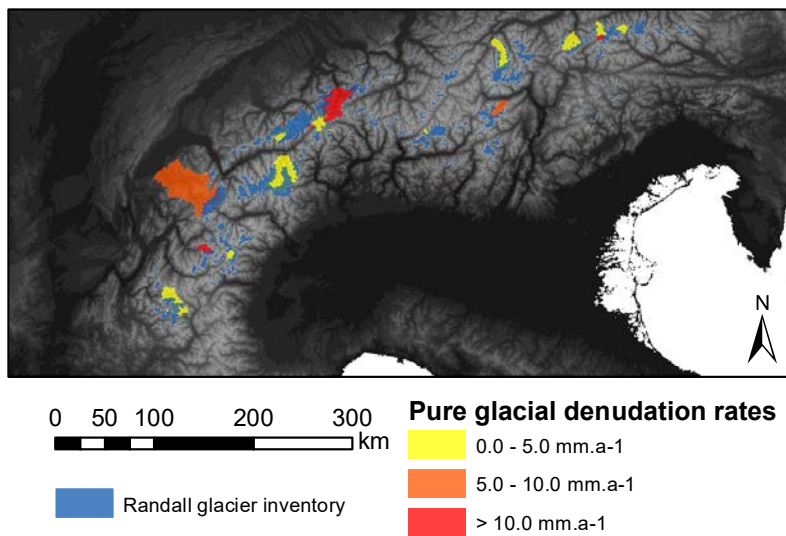 N
0 50 100 200 300
km
Randall glacier inventory
Pure glacial denudation rates
0.0 - 5.0 mm.a-1
5.0 - 10.0 mm.a-1
> 10.0 mm.a-1